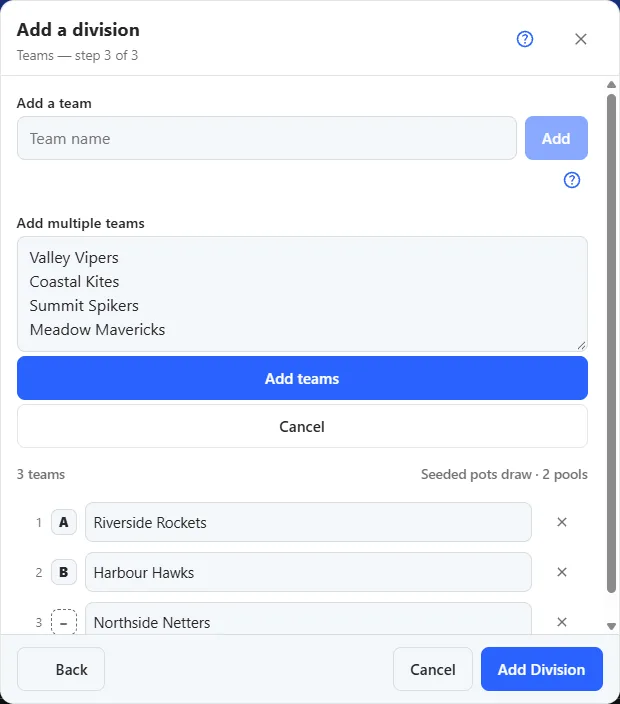 Add a division
Teams — step 3 of 3
Add a team
Team name
Add
Add multiple teams
Valley Vipers
Coastal Kites
Summit Spikers
Meadow Mavericks
Add teams
Cancel
3 teams
Seeded pots draw · 2 pools
1 A Riverside Rockets ×
2 B Harbour Hawks ×
3 – Northside Netters ×
Back
Cancel
Add Division